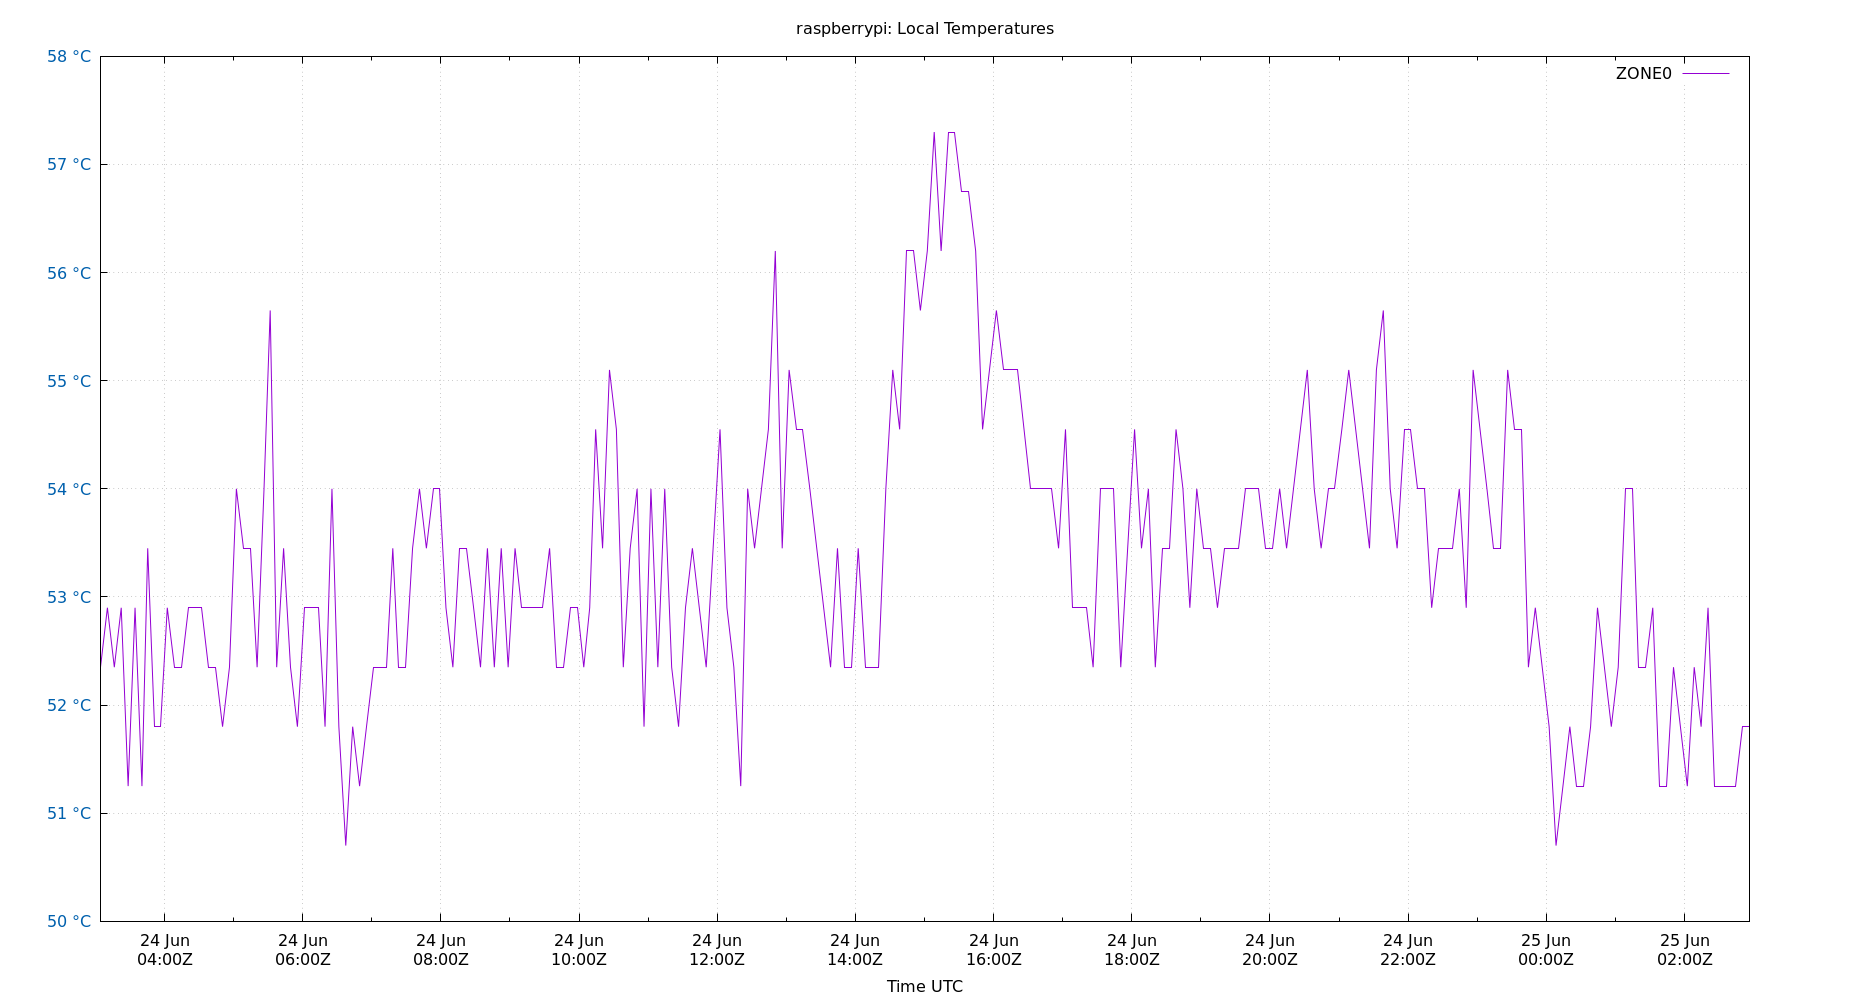 raspberrypi: Local Temperatures
58 °C
ZONE0
57 °C
56 °C
55 °C
54 °C
53 °C
52 °C
51 °C
50 °C
24 Jun 24 Jun 24 Jun 24 Jun 24 Jun 24 Jun 24 Jun 24 Jun 24 Jun 24 Jun 25 Jun 25 Jun
04:00Z 06:00Z 08:00Z 10:00Z 12:00Z 14:00Z 16:00Z 18:00Z 20:00Z 22:00Z 00:00Z 02:00Z
Time UTC